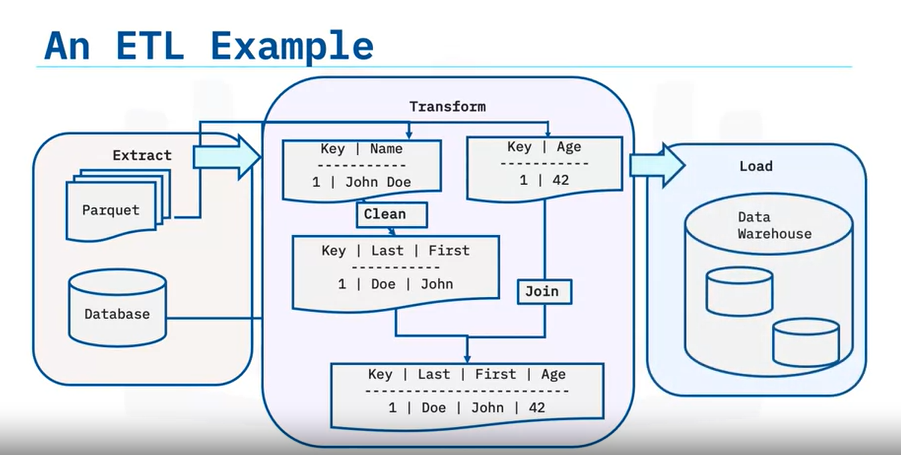 An ETL Example
Extract
Parquet
Database
Transform
Key | Name
------------
1 | John Doe
Key | Age
-----------
1 | 42
Clean
Key | Last | First
------------
1 | Doe | John
Join
Key | Last | First | Age
----------------------------
1 | Doe | John | 42
Load
Data
Warehouse